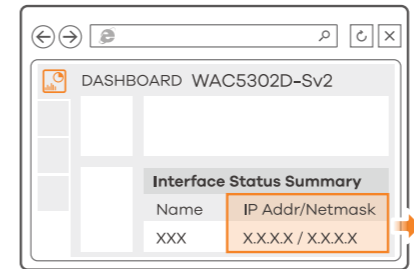 DASHBOARD WAC5302D-Sv2
Interface Status Summary
Name IP Addr/Netmask
XXX X.X.X.X / X.X.X.X